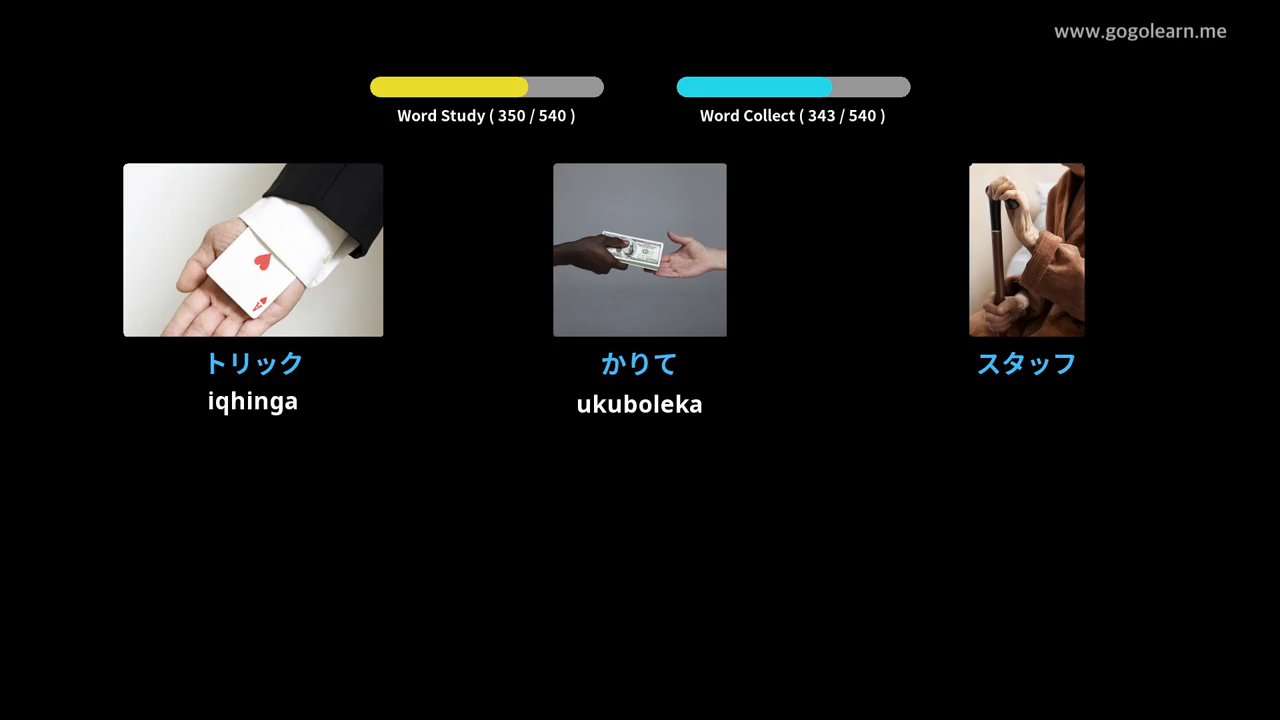 www.gogolearn.me
Word Study ( 350 / 540 )
Word Collect ( 343 / 540 )
トリック
かりて
スタッフ
iqhinga
ukuboleka